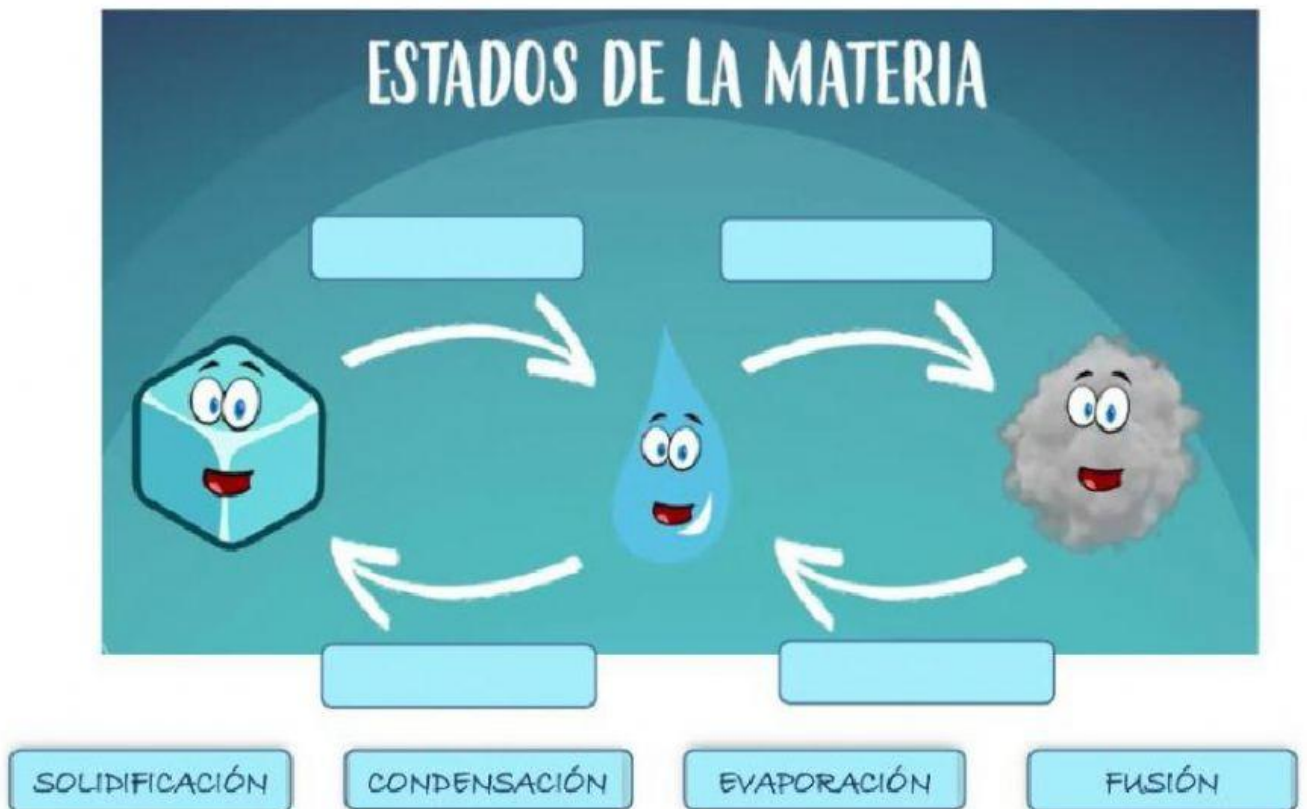 ESTADOS DE LA MATERIA
SOLIDIFICACIÓN
CONDENSACIÓN
EVAPORACIÓN
FUSIÓN